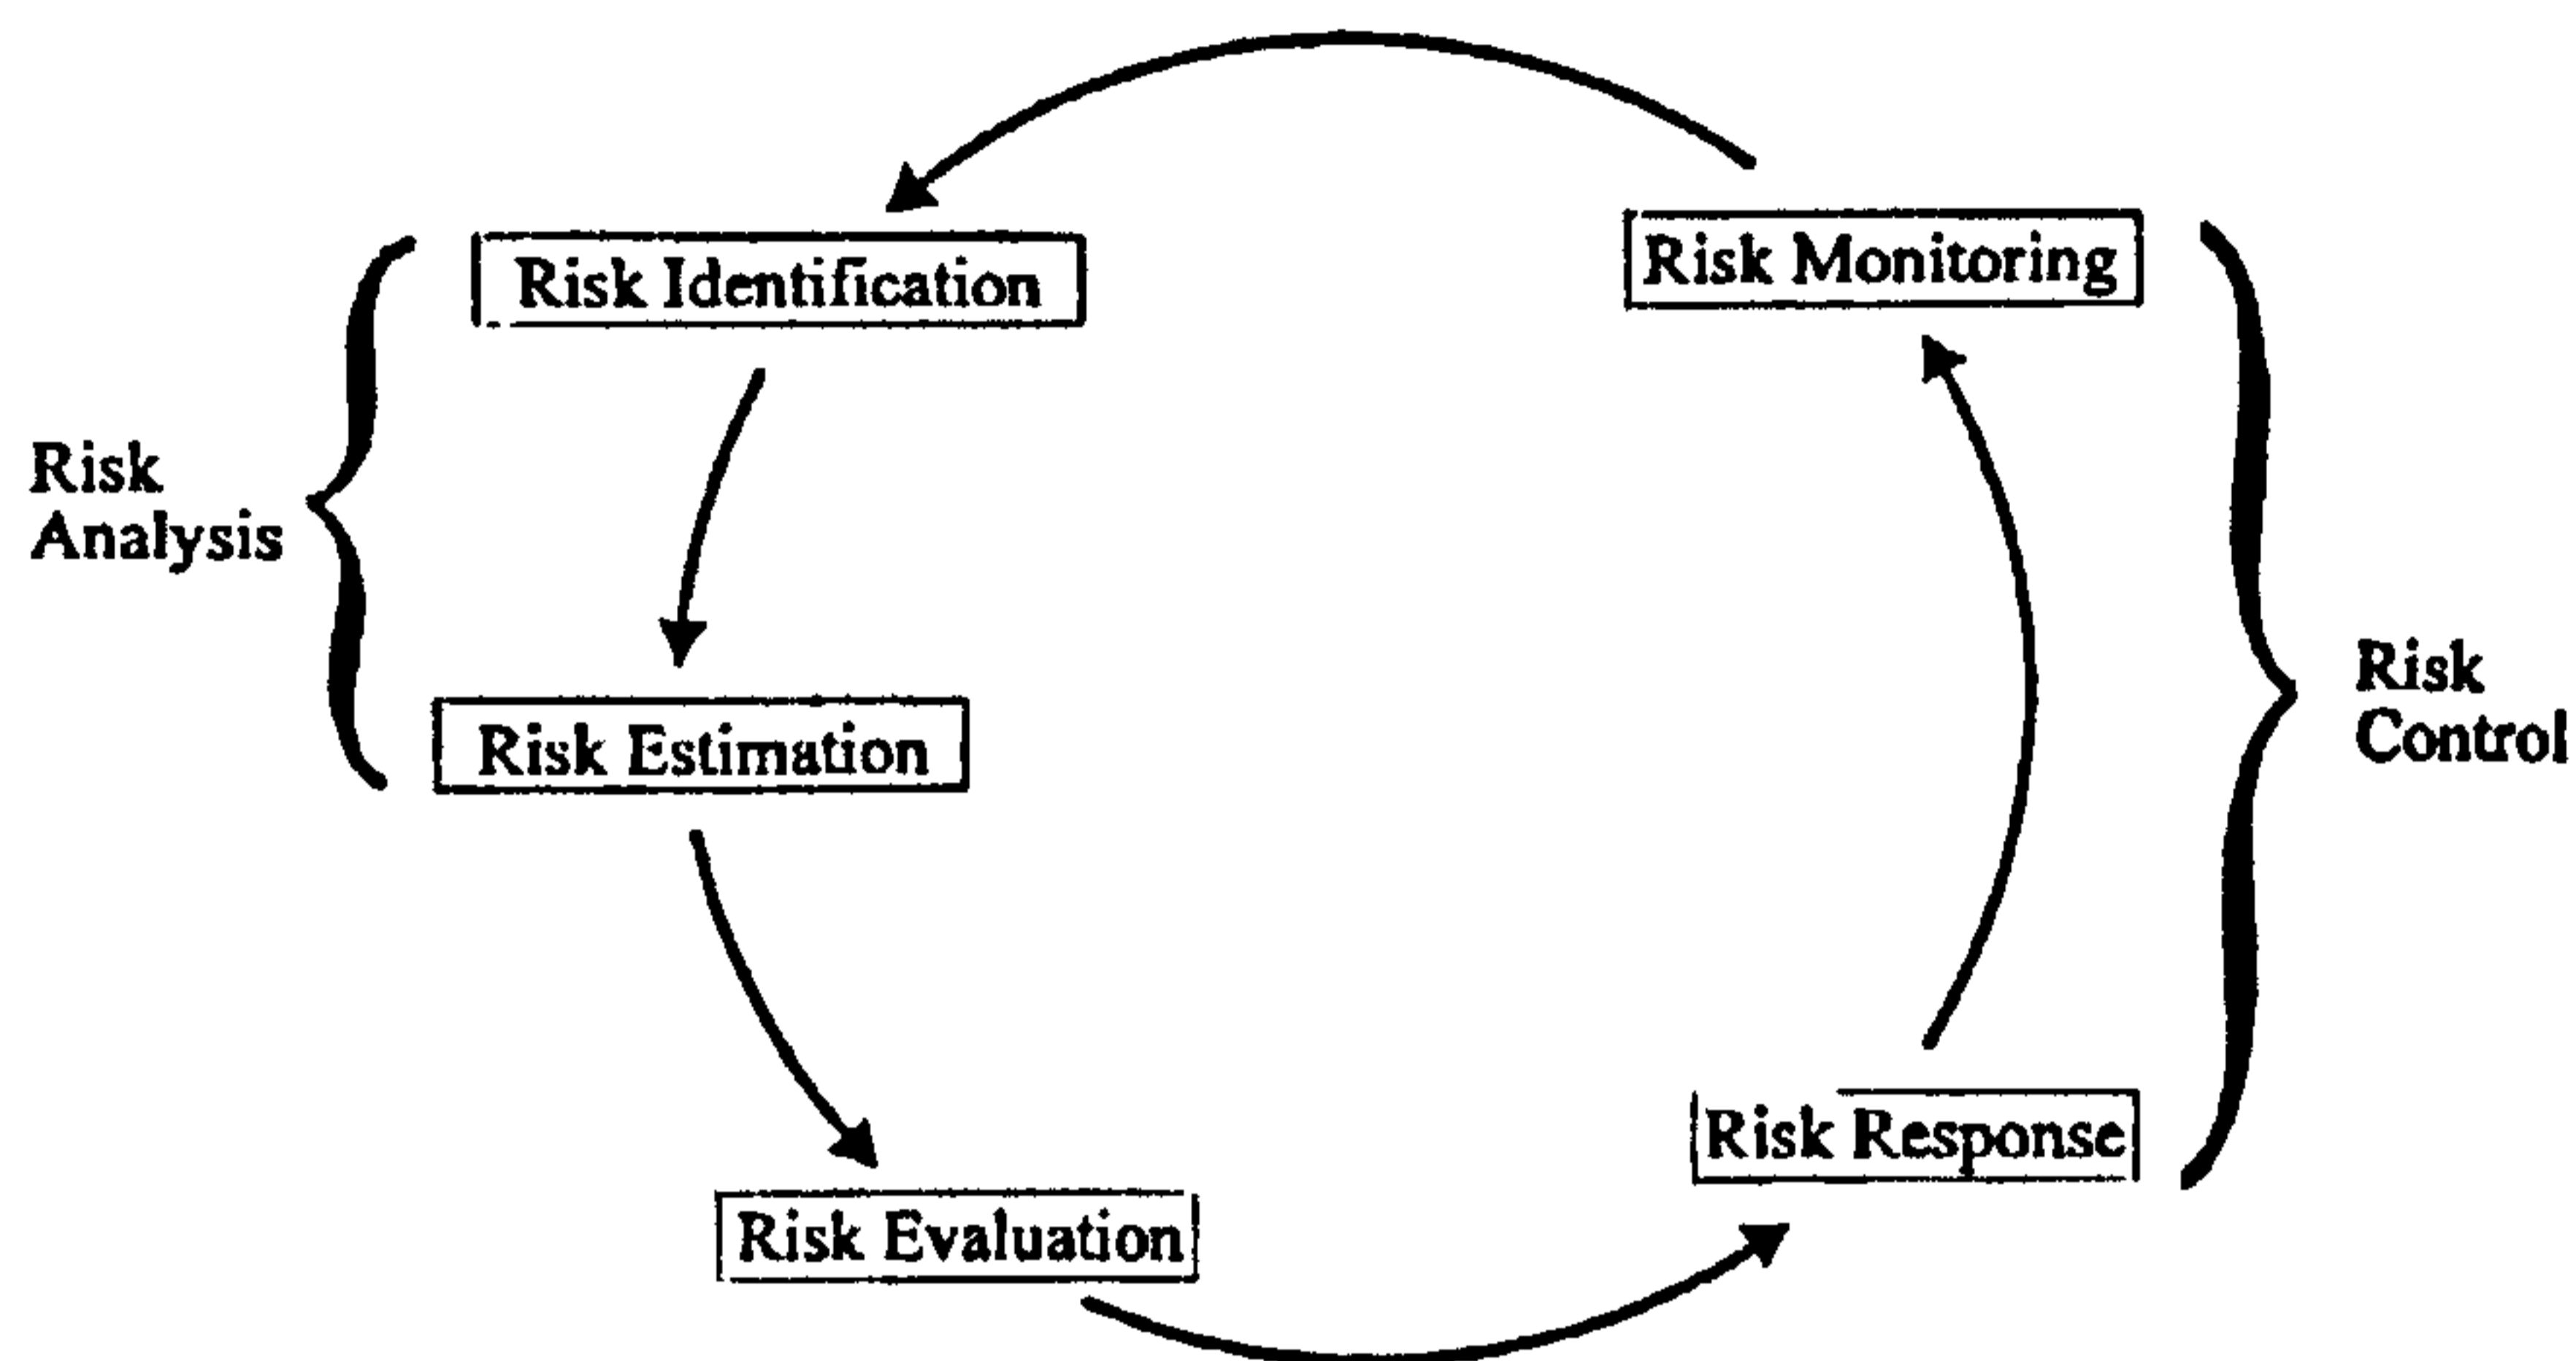 Risk Identification
Risk Monitoring
Risk
Analysis
Risk
Control
Risk Estimation
Risk Response
Risk Evaluation